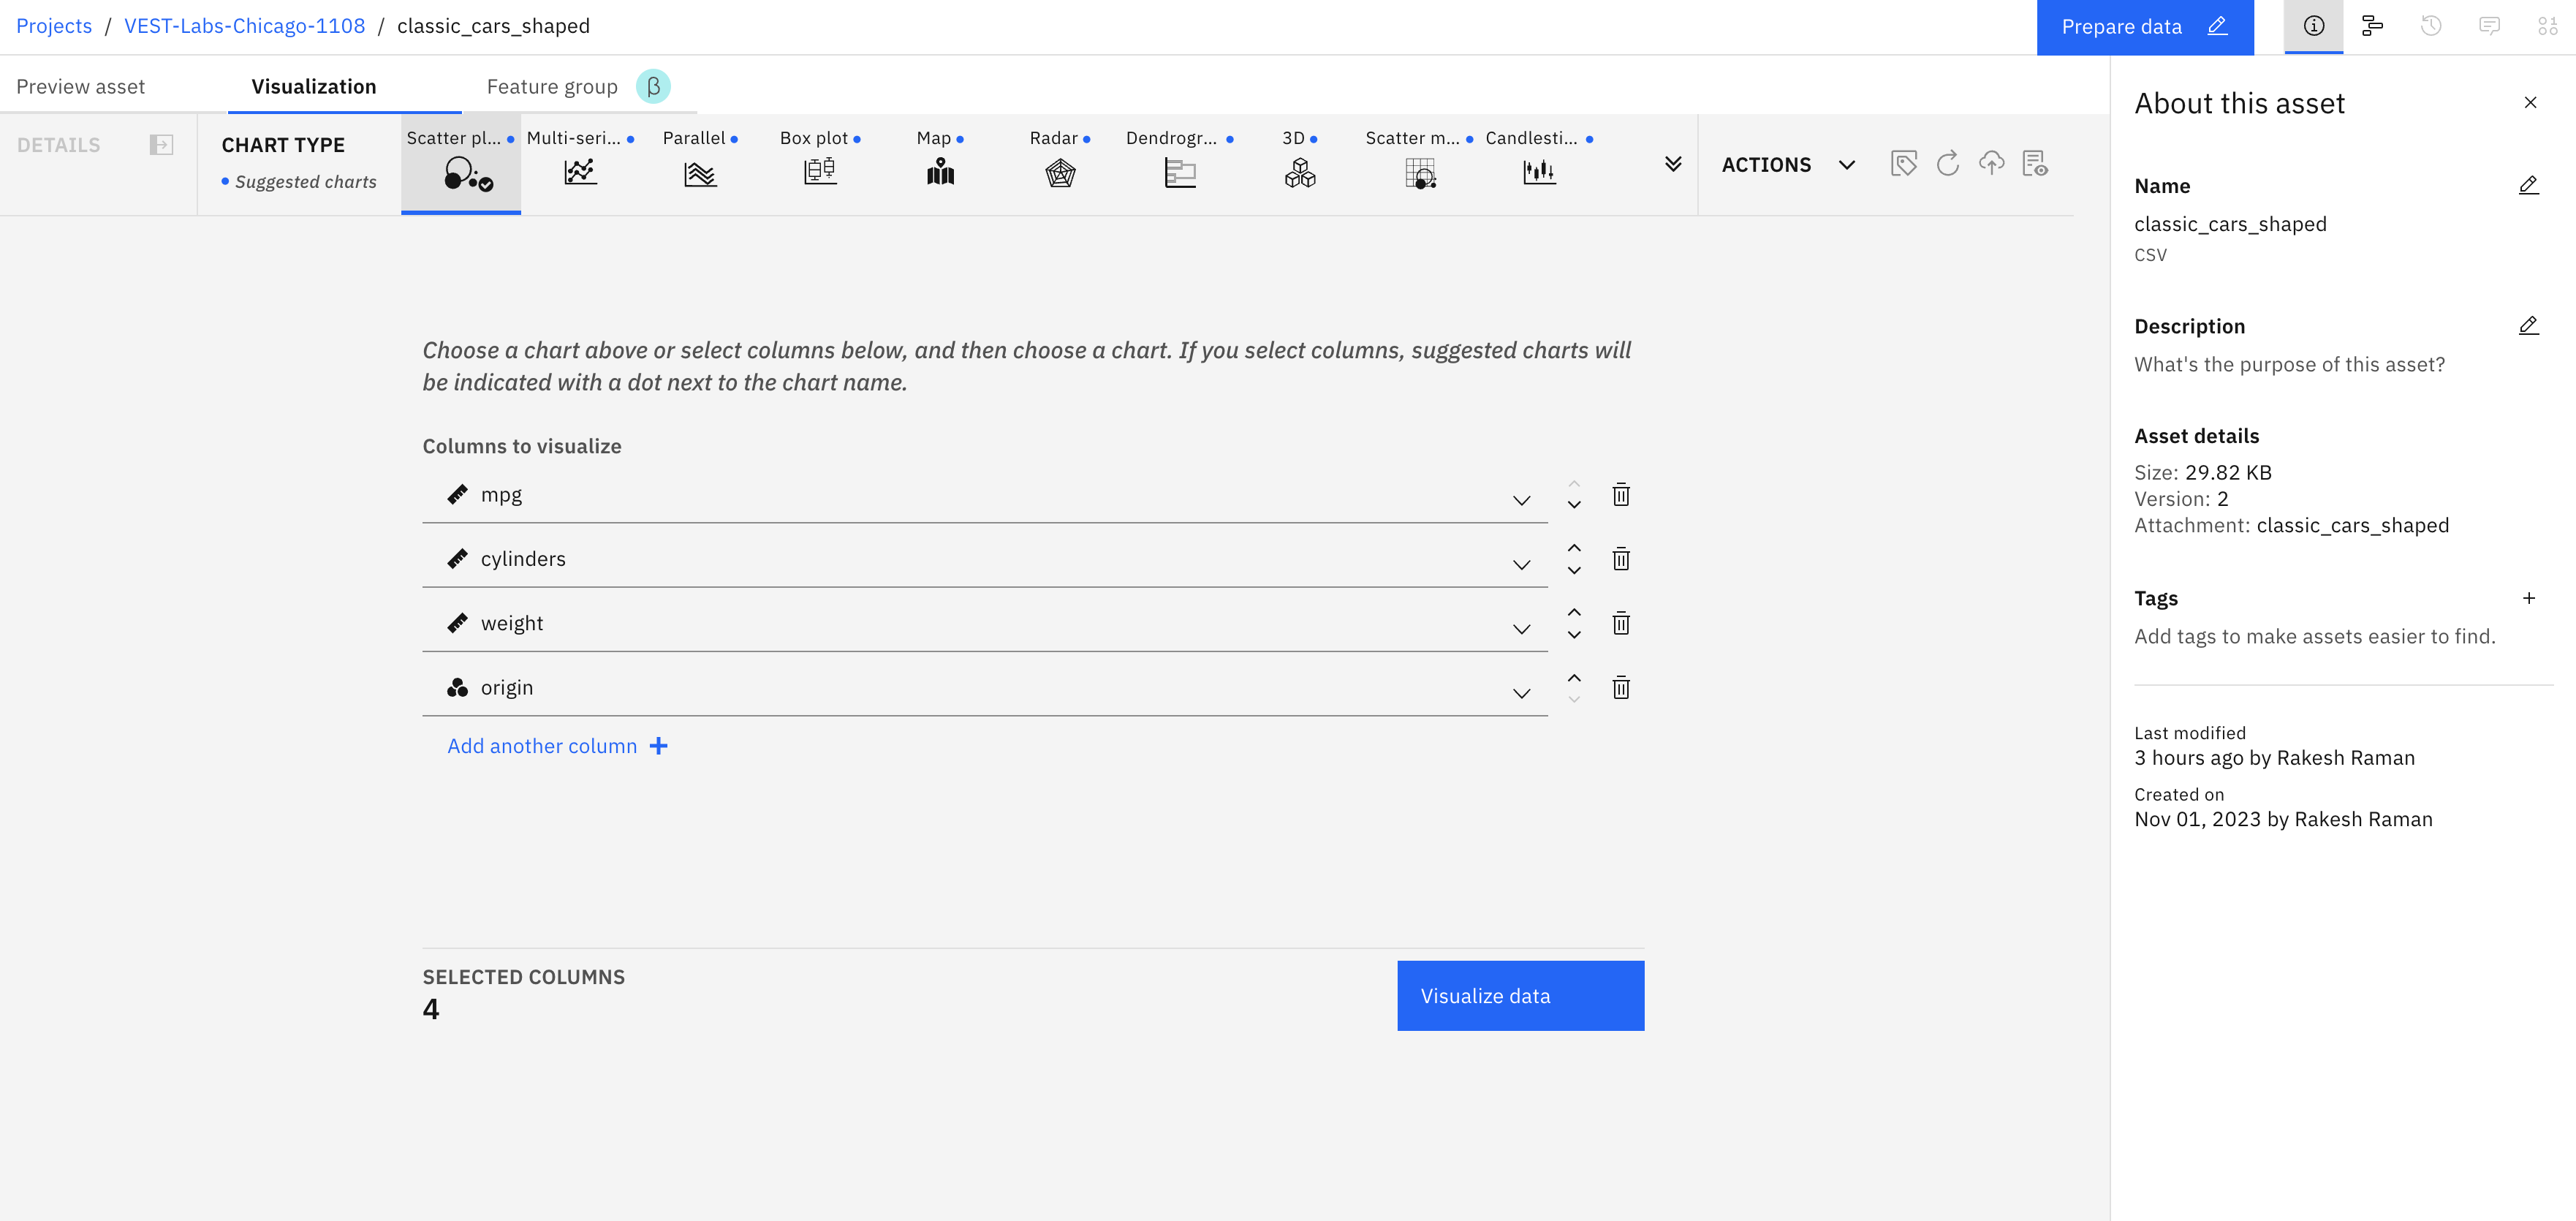 Projects / VEST-Labs-Chicago-1108 / classic_cars_shaped
Prepare data
Preview asset
Visualization
Feature group β
DETAILS
CHART TYPE
Suggested charts
Scatter pl...
Multi-seri...
Parallel
Box plot
Map
Radar
Dendrogr...
3D
Scatter m...
Candlesti...
ACTIONS
Choose a chart above or select columns below, and then choose a chart. If you select columns, suggested charts will
be indicated with a dot next to the chart name.
Columns to visualize
mpg
cylinders
weight
origin
Add another column +
SELECTED COLUMNS
4
Visualize data
About this asset
Name
classic_cars_shaped
CSV
Description
What's the purpose of this asset?
Asset details
Size: 29.82 KB
Version: 2
Attachment: classic_cars_shaped
Tags
Add tags to make assets easier to find.
Last modified
3 hours ago by Rakesh Raman
Created on
Nov 01, 2023 by Rakesh Raman